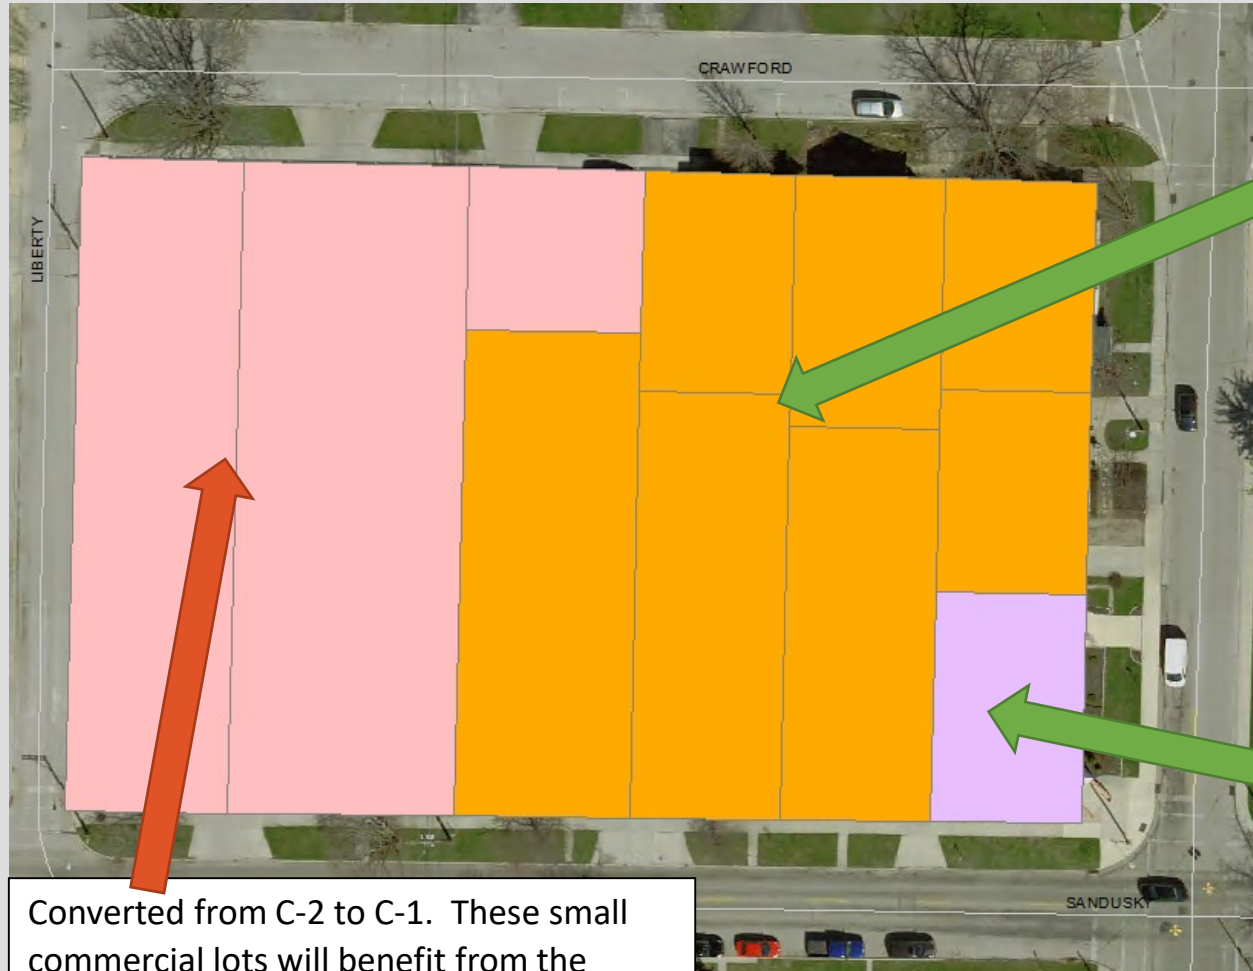 CRAWFORD
LIBERTY
SANDUSKY
Converted from C-2 to C-1.  These small
commercial lots will benefit from the